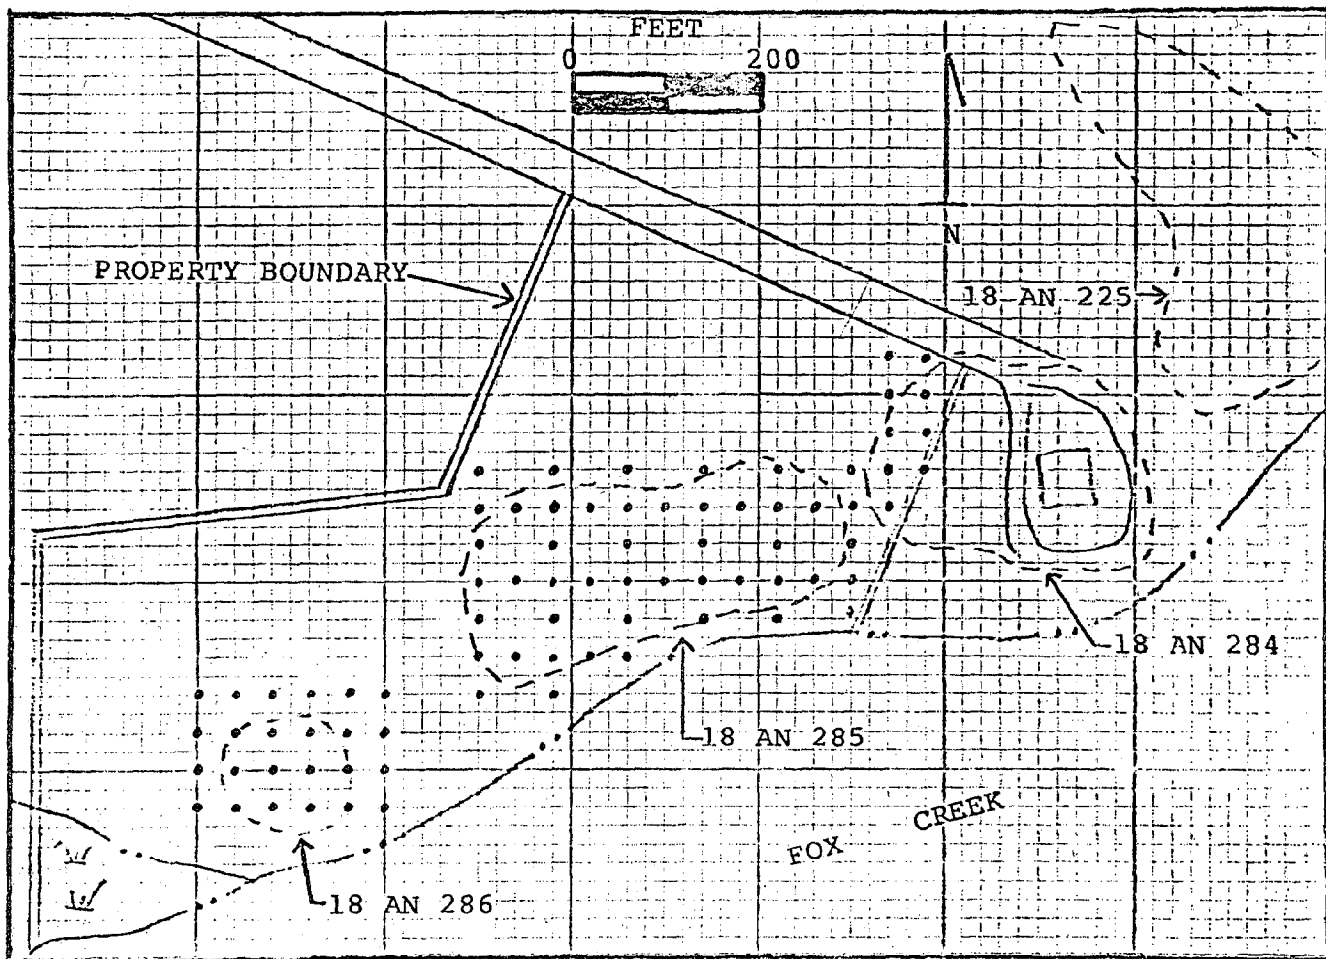 FEET
0 200
N
PROPERTY BOUNDARY
18 AN 225
18 AN 284
18 AN 285
FOX CREEK
18 AN 286